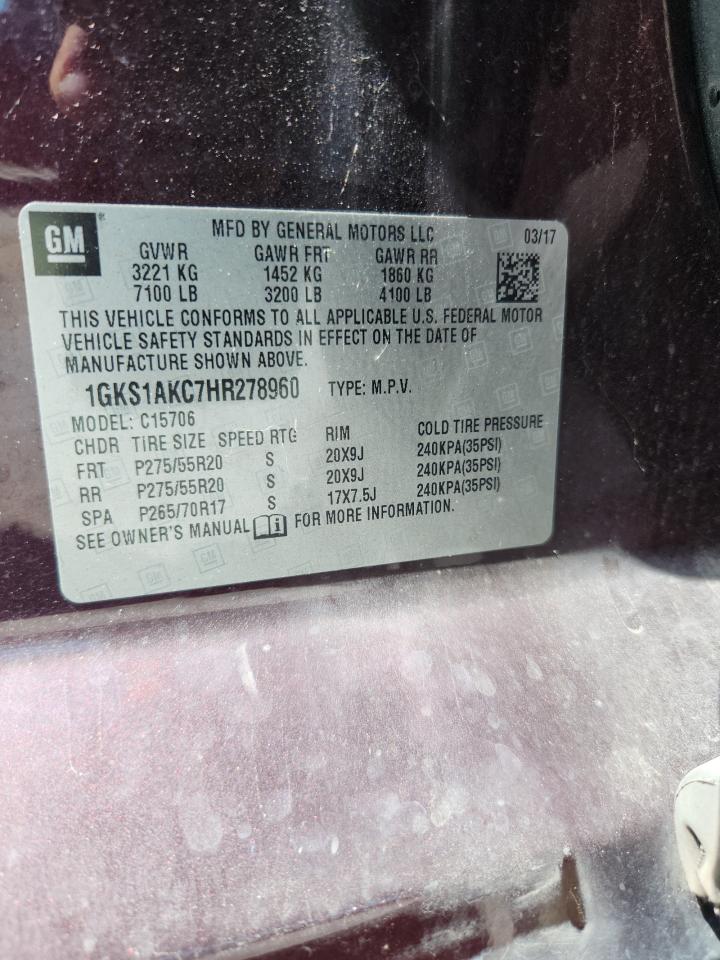 GM
MFD BY GENERAL MOTORS LLC 03/17
GVWR GAWR FRT GAWR RR
3221 KG 1452 KG 1860 KG
7100 LB 3200 LB 4100 LB
THIS VEHICLE CONFORMS TO ALL APPLICABLE U.S. FEDERAL MOTOR
VEHICLE SAFETY STANDARDS IN EFFECT ON THE DATE OF
MANUFACTURE SHOWN ABOVE.
1GKS1AKC7HR278960 TYPE: M.P.V.
MODEL: C15706
CHDR TIRE SIZE SPEED RTG RIM COLD TIRE PRESSURE
FRT P275/55R20 S 20X9J 240KPA(35PSI)
RR P275/55R20 S 20X9J 240KPA(35PSI)
SPA P265/70R17 S 17X7.5J 240KPA(35PSI)
SEE OWNER'S MANUAL FOR MORE INFORMATION.